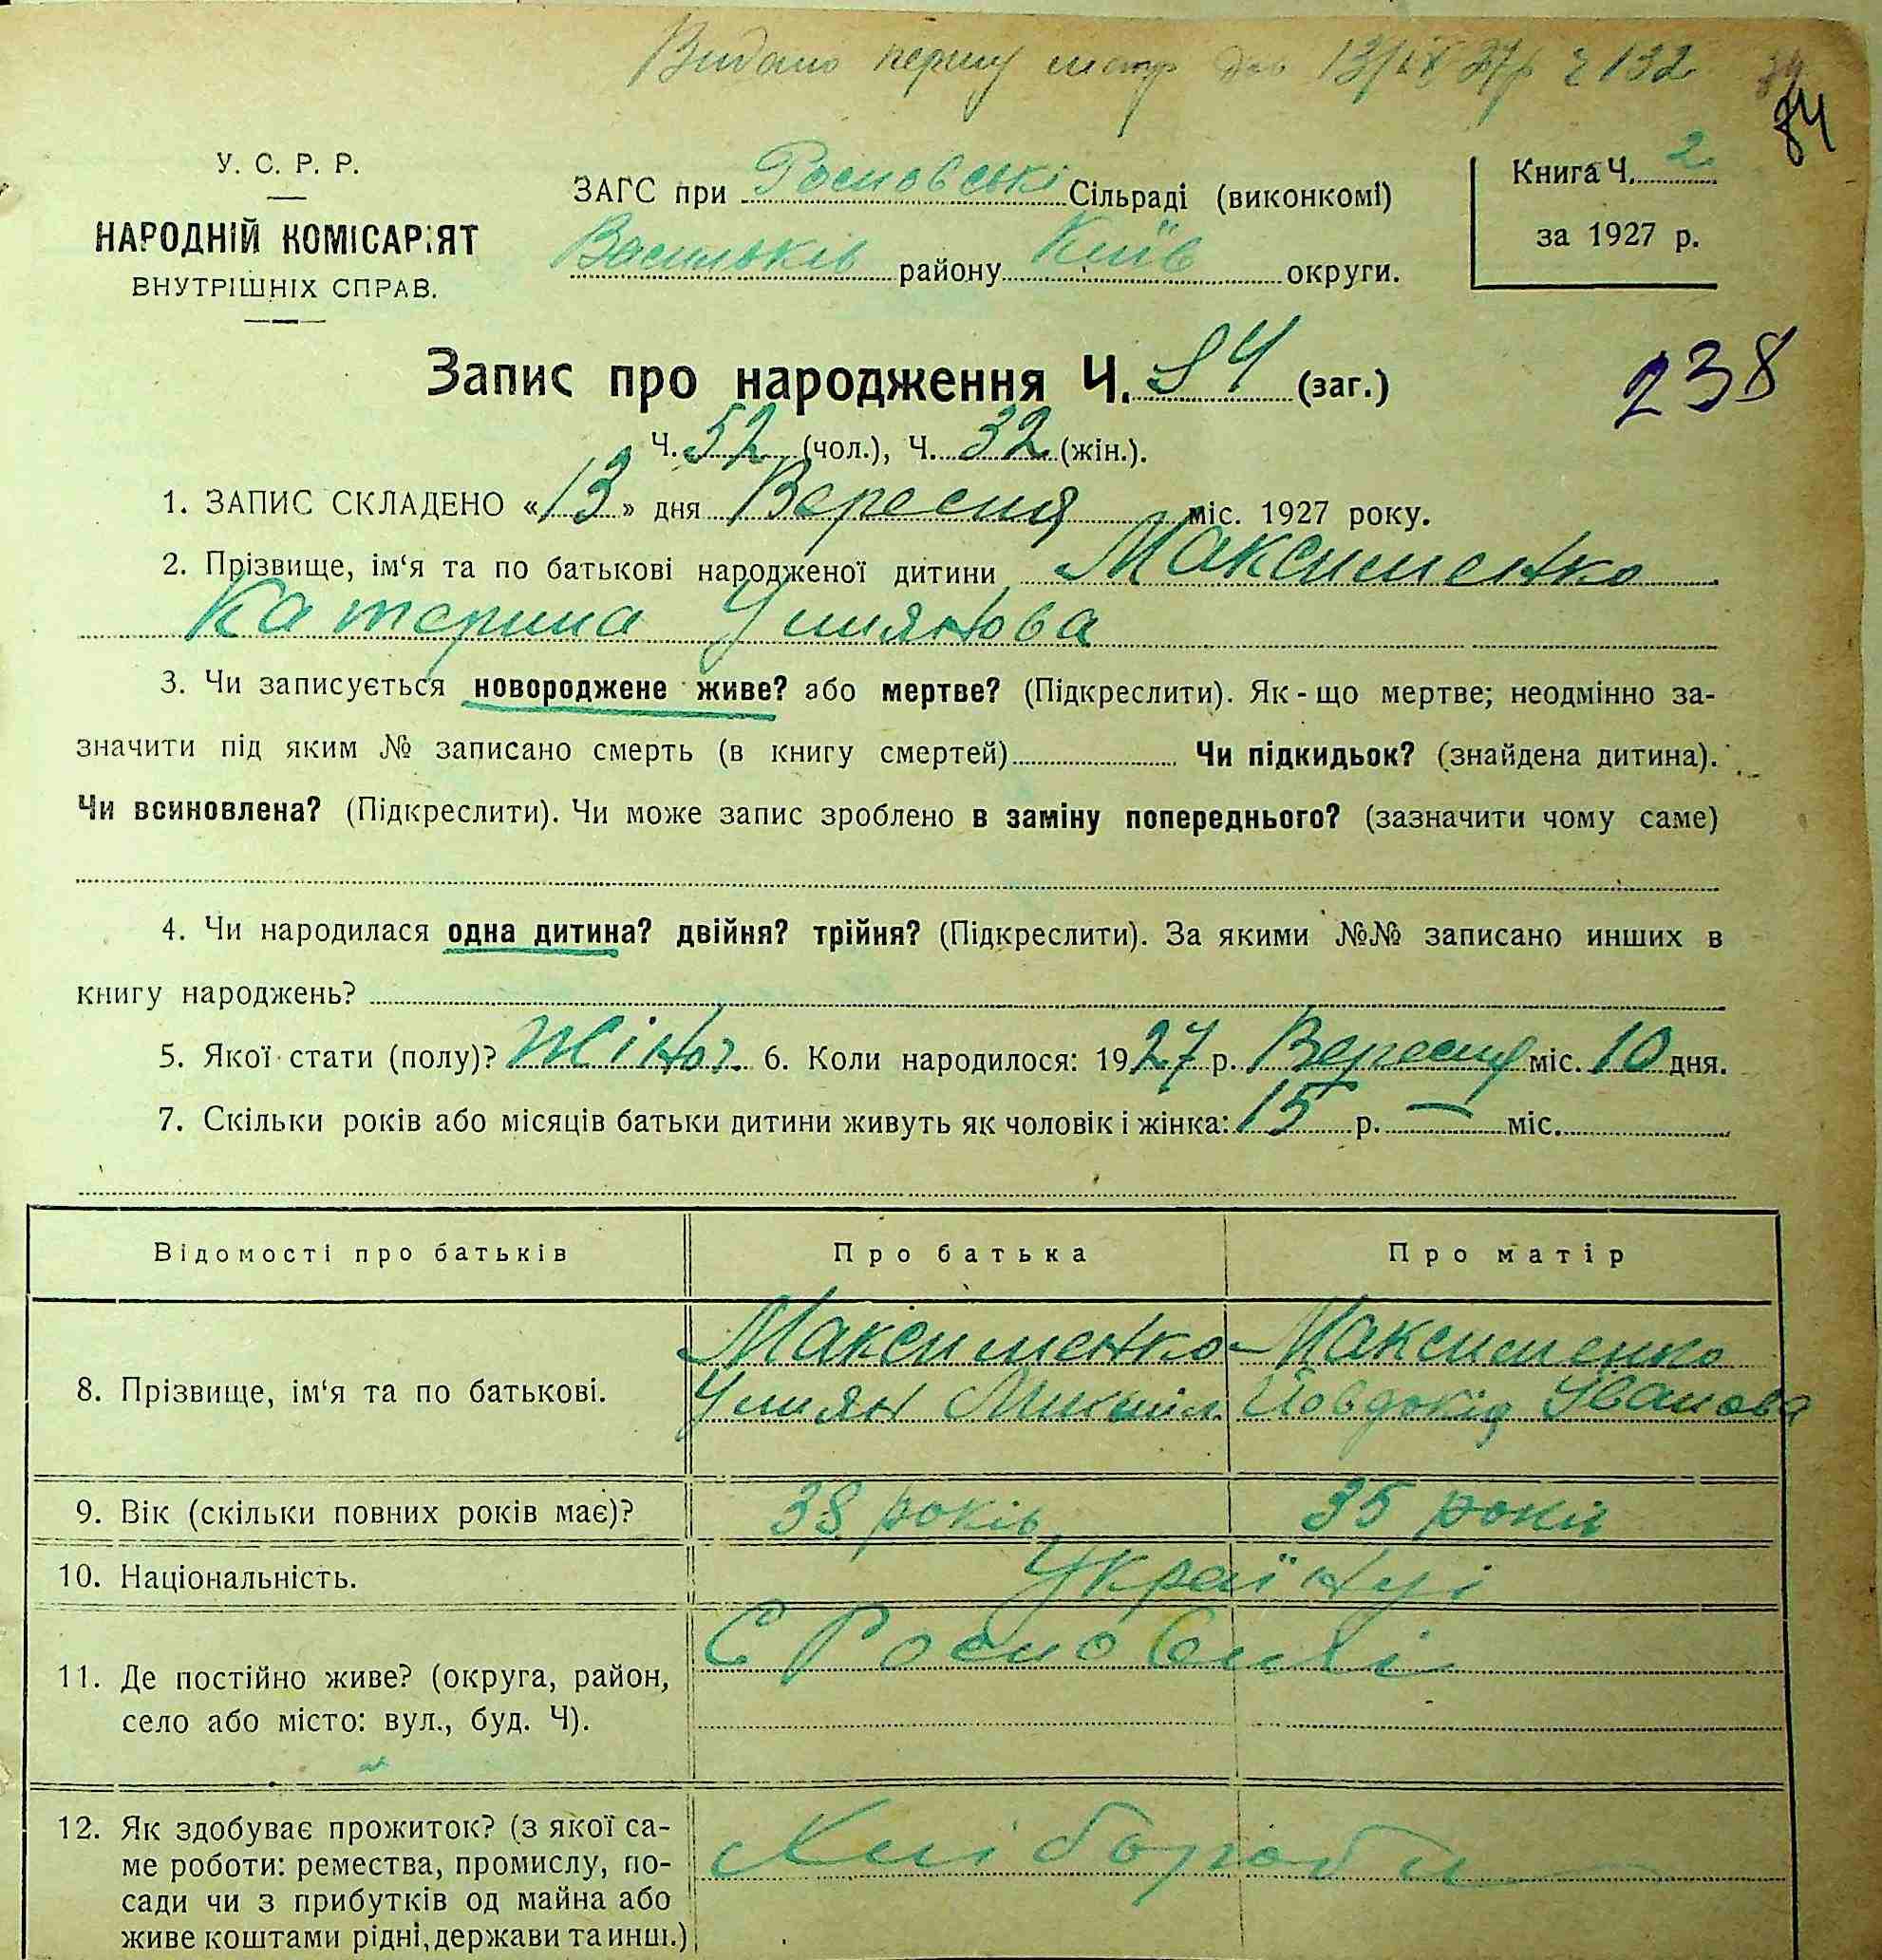 Видано першу метр 13/IX 27р. Ч 132
84
У. С. Р. Р.
НАРОДНІЙ КОМІСАРІЯТ
ВНУТРІШНІХ СПРАВ.
ЗАГС при Росновські Сільраді (виконкомі)
Васильків району Київ округи.
Книга Ч. 2
за 1927 р.
Запис про народження Ч. 84 (заг.)
238
Ч. 52 (чол.), Ч. 32 (жін.).
1. ЗАПИС СКЛАДЕНО «13» дня Вересня міс. 1927 року.
2. Прізвище, ім‘я та по батькові народженої дитини Максименко
Катерина Улиянова
3. Чи записується новороджене живе? або мертве? (Підкреслити). Як-що мертве; неодмінно за-
значити під яким № записано смерть (в книгу смертей) Чи підкидьок? (знайдена дитина).
Чи всиновлена? (Підкреслити). Чи може запис зроблено в заміну попереднього? (зазначити чому саме)
4. Чи народилася одна дитина? двійня? трійня? (Підкреслити). За якими №№ записано инших в
книгу народжень?
5. Якої стати (полу)? Жіноч. 6. Коли народилося: 1927 р. Вересня міс. 10 дня.
7. Скільки років або місяців батьки дитини живуть як чоловік і жінка: 15 р. — міс.
Відомості про батьків Про батька Про матір
8. Прізвище, ім‘я та по батькові.
Максименко Максименко
Улиян Микит Йовдокія Іванова
9. Вік (скільки повних років має)? 38 років 35 років
10. Національність. Українці
11. Де постійно живе? (округа, район,
село або місто: вул., буд. Ч).
С
12. Як здобуває прожиток? (з якої са-
ме роботи: ремества, промислу, по-
сади чи з прибутків од майна або
живе коштами рідні, держави та инш.)
Хлібороби